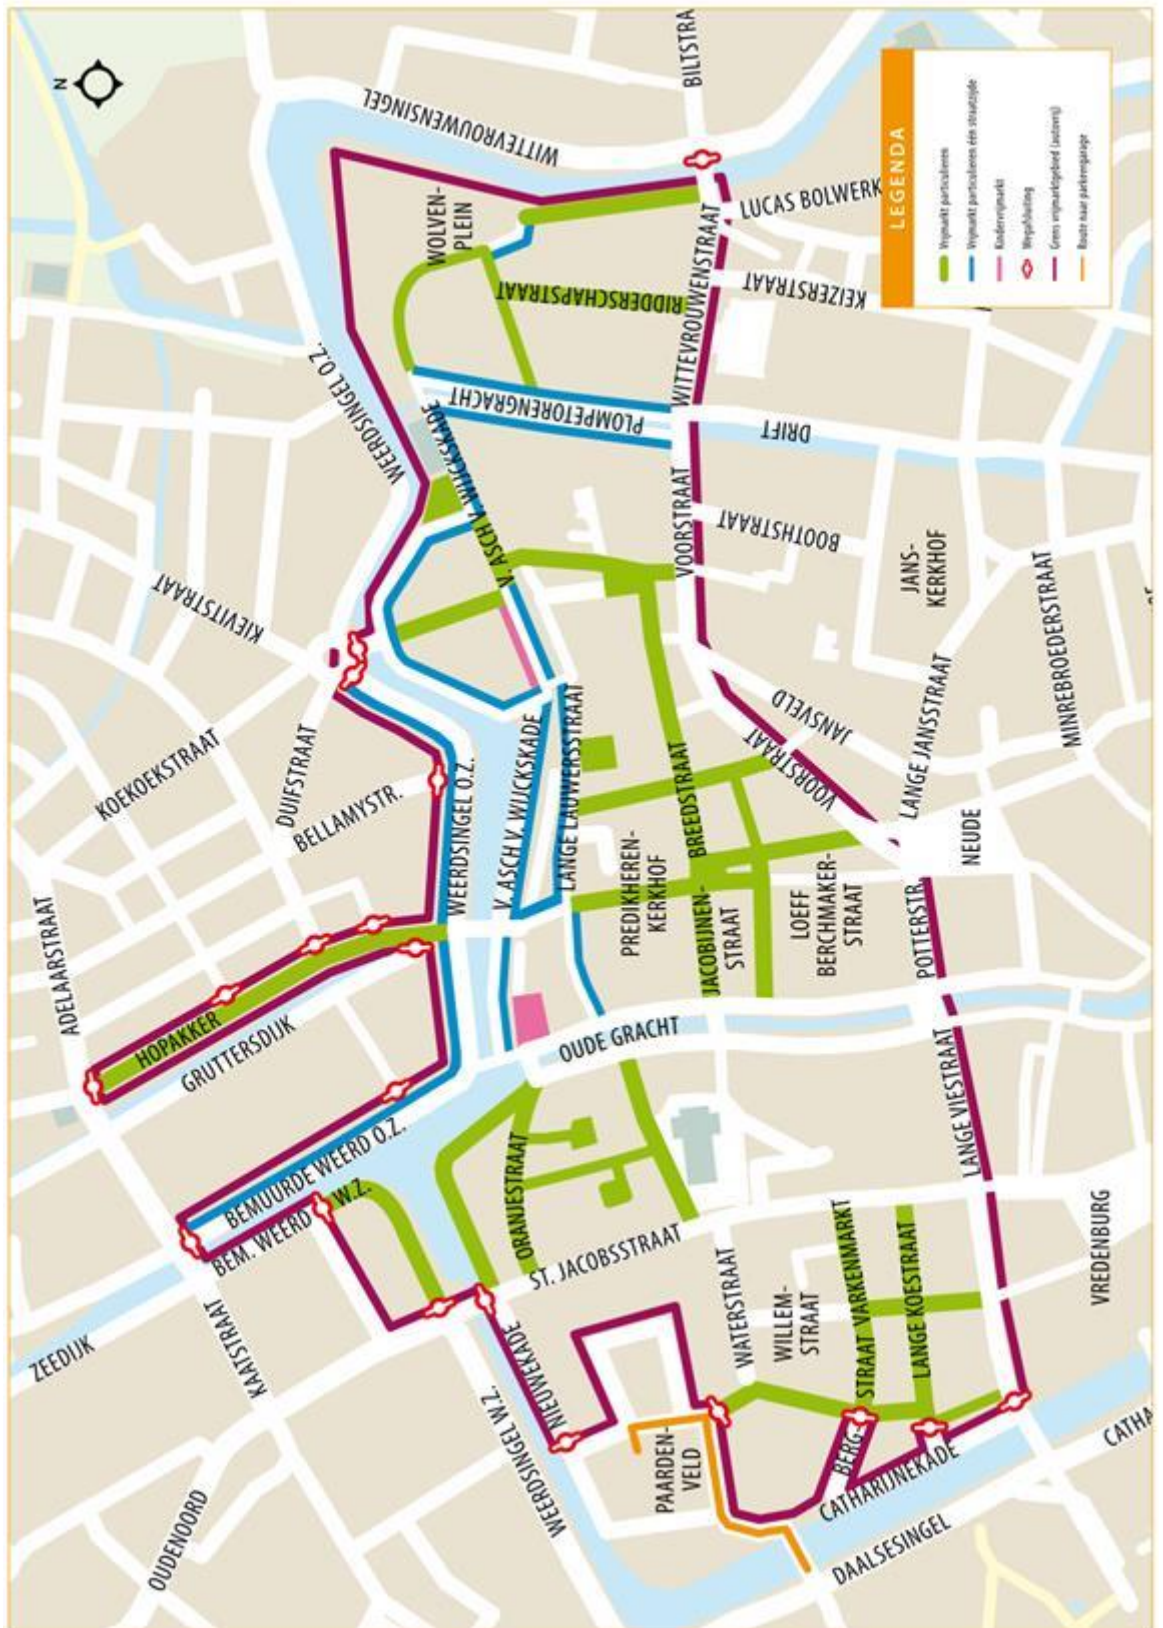 N
ZEEDIJK
OUDENOORD
KAATSTRAAT
ADELAARSTRAAT
HOPAKKER
GRUTTERSDIJK
BEMUURDE WEERD O.Z.
BEM. WEERD
W.Z.
KOEKOEKSTRAAT
DUIFSTRAAT
BELLAMYSTR.
KIEVITSTRAAT
WEERDSINGEL O.Z.
WEERDSINGEL O.Z.
WITTEVROUWENSINGEL
BILTSTRA
WOLVEN-
PLEIN
RIDDERSCHAPSTRAAT
PLOMPETORENGRACHT
V. ASCH V. WIJCKSKADE
V. ASCH V. WIJCKSKADE
LANGE LAUWERSSTRAAT
WITTEVROUWENSTRAAT
LUCAS BOLWERK
KEIZERSTRAAT
DRIFT
VOORSTRAAT
BOOTHSTRAAT
JANS-
KERKHOF
BREEDSTRAAT
PREDIKHEREN-
KERKHOF
JACOBIJNEN-
STRAAT
LOEFF
BERCHMAKER-
STRAAT
VOORSTRAAT
JANSVELD
LANGE JANSSTRAAT
MINREBROEDERSTRAAT
NEUDE
POTTERSTR.
OUDE GRACHT
LANGE VIESTRAAT
VREDENBURG
ORANJESTRAAT
ST. JACOBSSTRAAT
WATERSTRAAT
WILLEM-
STRAAT
VARKENMARKT
LANGE KOESTRAAT
BERG-
STRAAT
NIEUWEKADE
WEERDSINGEL W.Z.
PAARDEN-
VELD
CATHARIJNEKADE
DAALSESINGEL
CATHA
LEGENDA
Vrijmarkt particulieren
Vrijmarkt particulieren één straatzijde
Kindervrijmarkt
Wegafsluiting
Grens vrijmarktgebied (autovrij)
Route naar parkeergarage